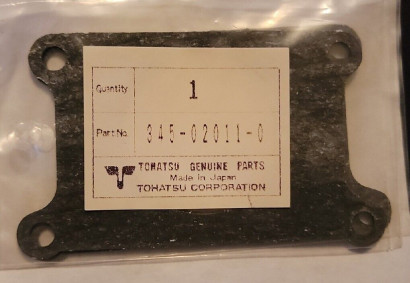 Quantity 1
Part No. 345-02011-0
TOHATSU GENUINE PARTS
Made in Japan
TOHATSU CORPORATION